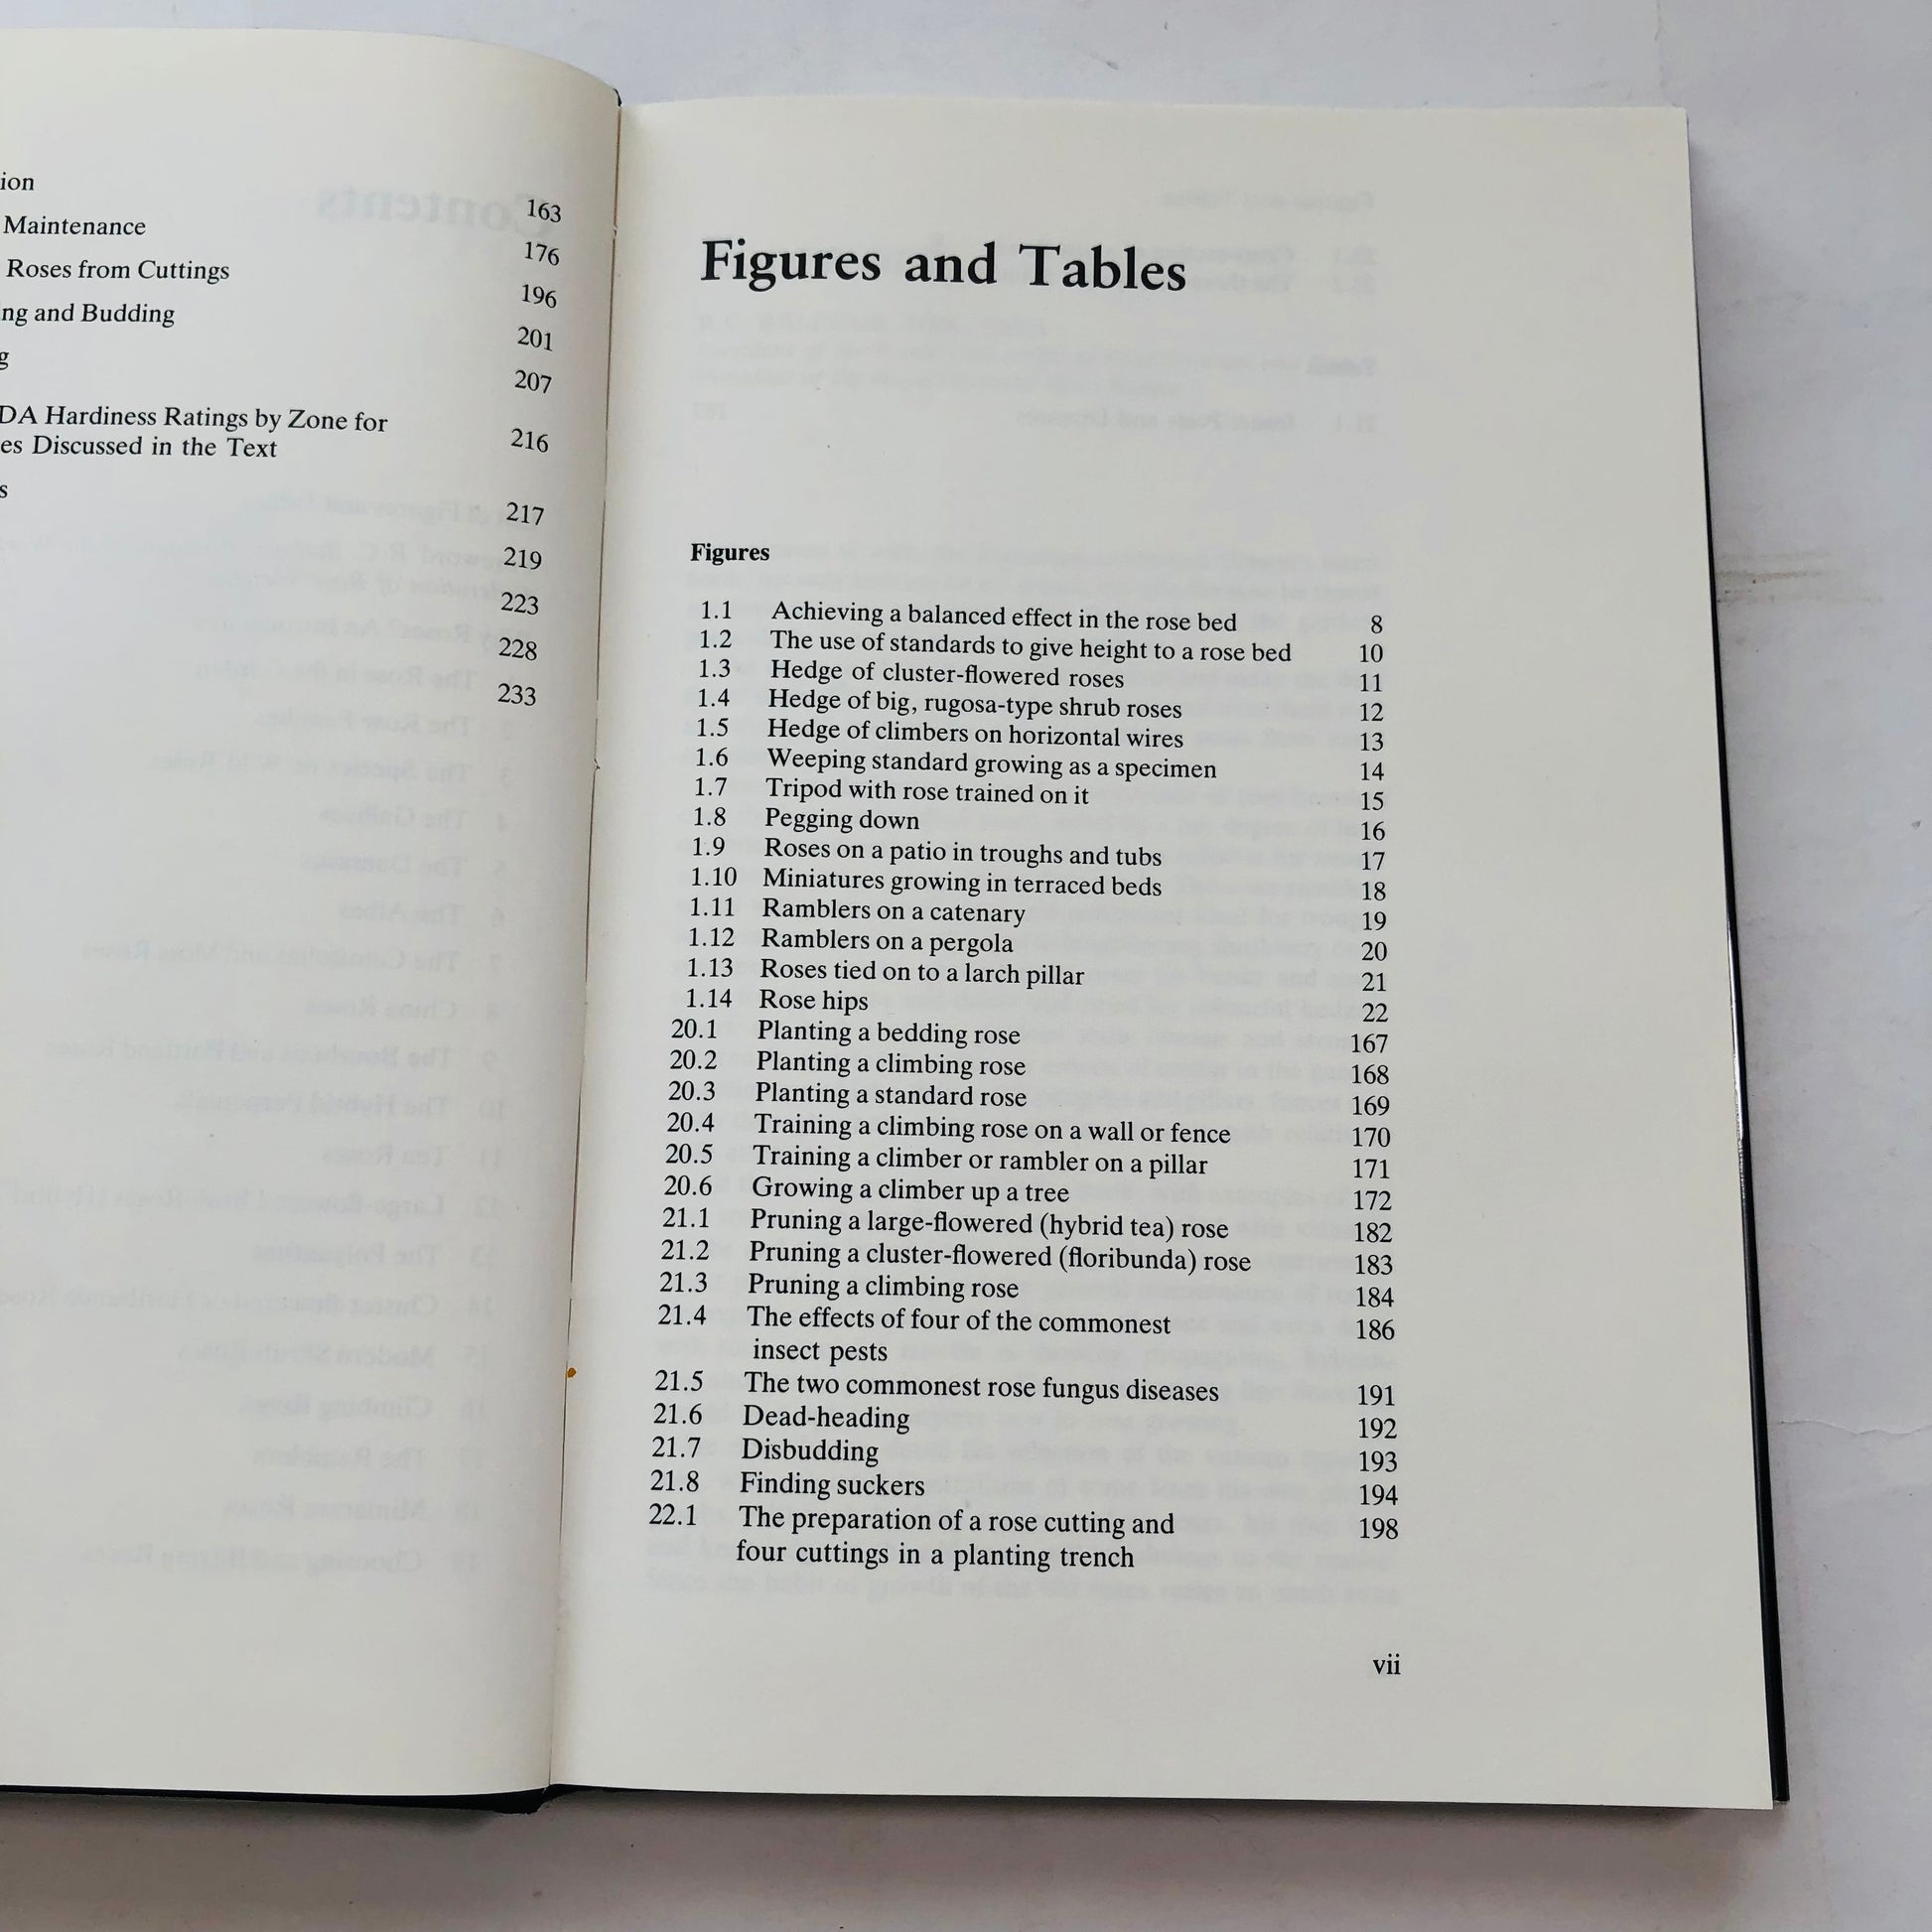 ion 163
Maintenance 176
Roses from Cuttings 196
ng and Budding 201
g 207
DA Hardiness Ratings by Zone for
es Discussed in the Text 216
s 217
219
223
228
233
Contents
Figures and Tables
Figures
1.1 Achieving a balanced effect in the rose bed 8
1.2 The use of standards to give height to a rose bed 10
1.3 Hedge of cluster-flowered roses 11
1.4 Hedge of big, rugosa-type shrub roses 12
1.5 Hedge of climbers on horizontal wires 13
1.6 Weeping standard growing as a specimen 14
1.7 Tripod with rose trained on it 15
1.8 Pegging down 16
1.9 Roses on a patio in troughs and tubs 17
1.10 Miniatures growing in terraced beds 18
1.11 Ramblers on a catenary 19
1.12 Ramblers on a pergola 20
1.13 Roses tied on to a larch pillar 21
1.14 Rose hips 22
20.1 Planting a bedding rose 167
20.2 Planting a climbing rose 168
20.3 Planting a standard rose 169
20.4 Training a climbing rose on a wall or fence 170
20.5 Training a climber or rambler on a pillar 171
20.6 Growing a climber up a tree 172
21.1 Pruning a large-flowered (hybrid tea) rose 182
21.2 Pruning a cluster-flowered (floribunda) rose 183
21.3 Pruning a climbing rose 184
21.4 The effects of four of the commonest 186
insect pests
21.5 The two commonest rose fungus diseases 191
21.6 Dead-heading 192
21.7 Disbudding 193
21.8 Finding suckers 194
22.1 The preparation of a rose cutting and 198
four cuttings in a planting trench
vii